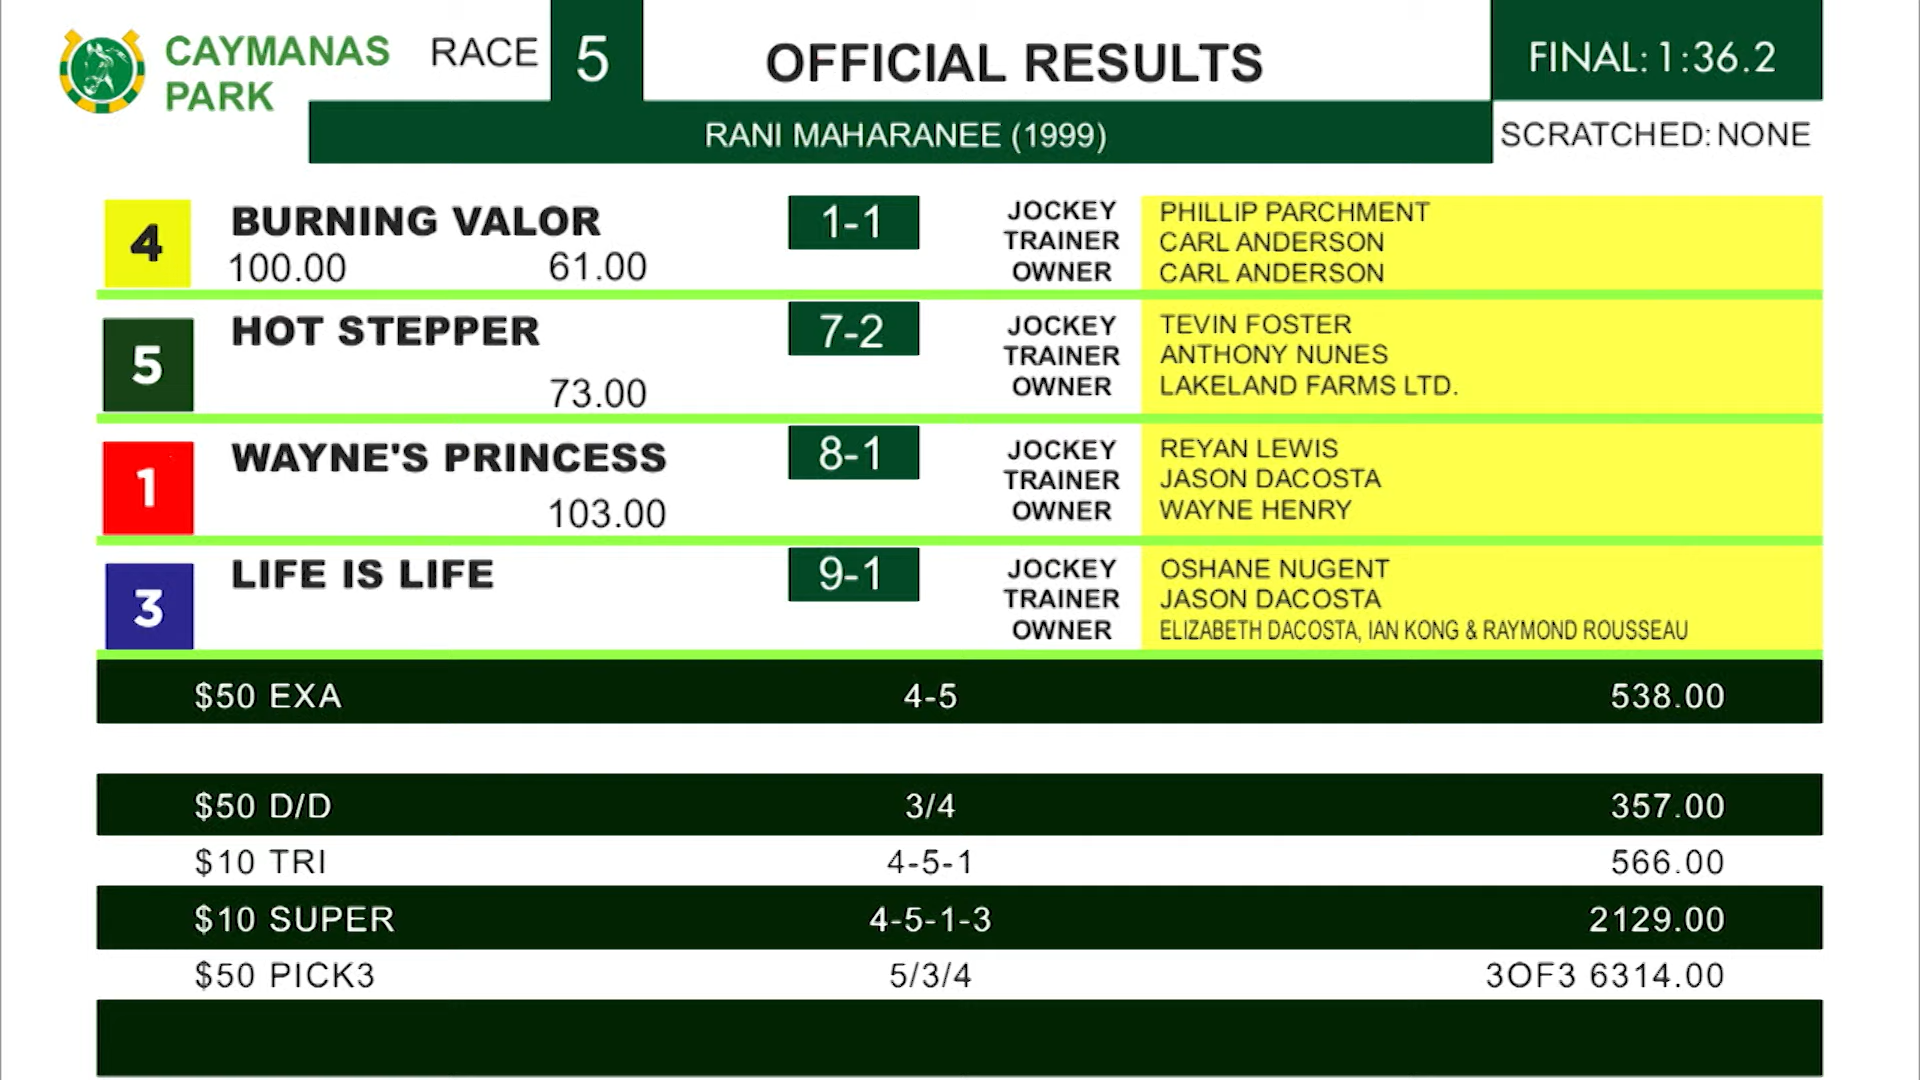 CAYMANAS PARK
RACE 5
OFFICIAL RESULTS
FINAL: 1:36.2
RANI MAHARANEE (1999)
SCRATCHED: NONE
4 BURNING VALOR 1-1
100.00 61.00
JOCKEY PHILLIP PARCHMENT
TRAINER CARL ANDERSON
OWNER CARL ANDERSON
5 HOT STEPPER 7-2
73.00
JOCKEY TEVIN FOSTER
TRAINER ANTHONY NUNES
OWNER LAKELAND FARMS LTD.
1 WAYNE'S PRINCESS 8-1
103.00
JOCKEY REYAN LEWIS
TRAINER JASON DACOSTA
OWNER WAYNE HENRY
3 LIFE IS LIFE 9-1
JOCKEY OSHANE NUGENT
TRAINER JASON DACOSTA
OWNER ELIZABETH DACOSTA, IAN KONG & RAYMOND ROUSSEAU
$50 EXA 4-5 538.00
$50 D/D 3/4 357.00
$10 TRI 4-5-1 566.00
$10 SUPER 4-5-1-3 2129.00
$50 PICK3 5/3/4 3OF3 6314.00